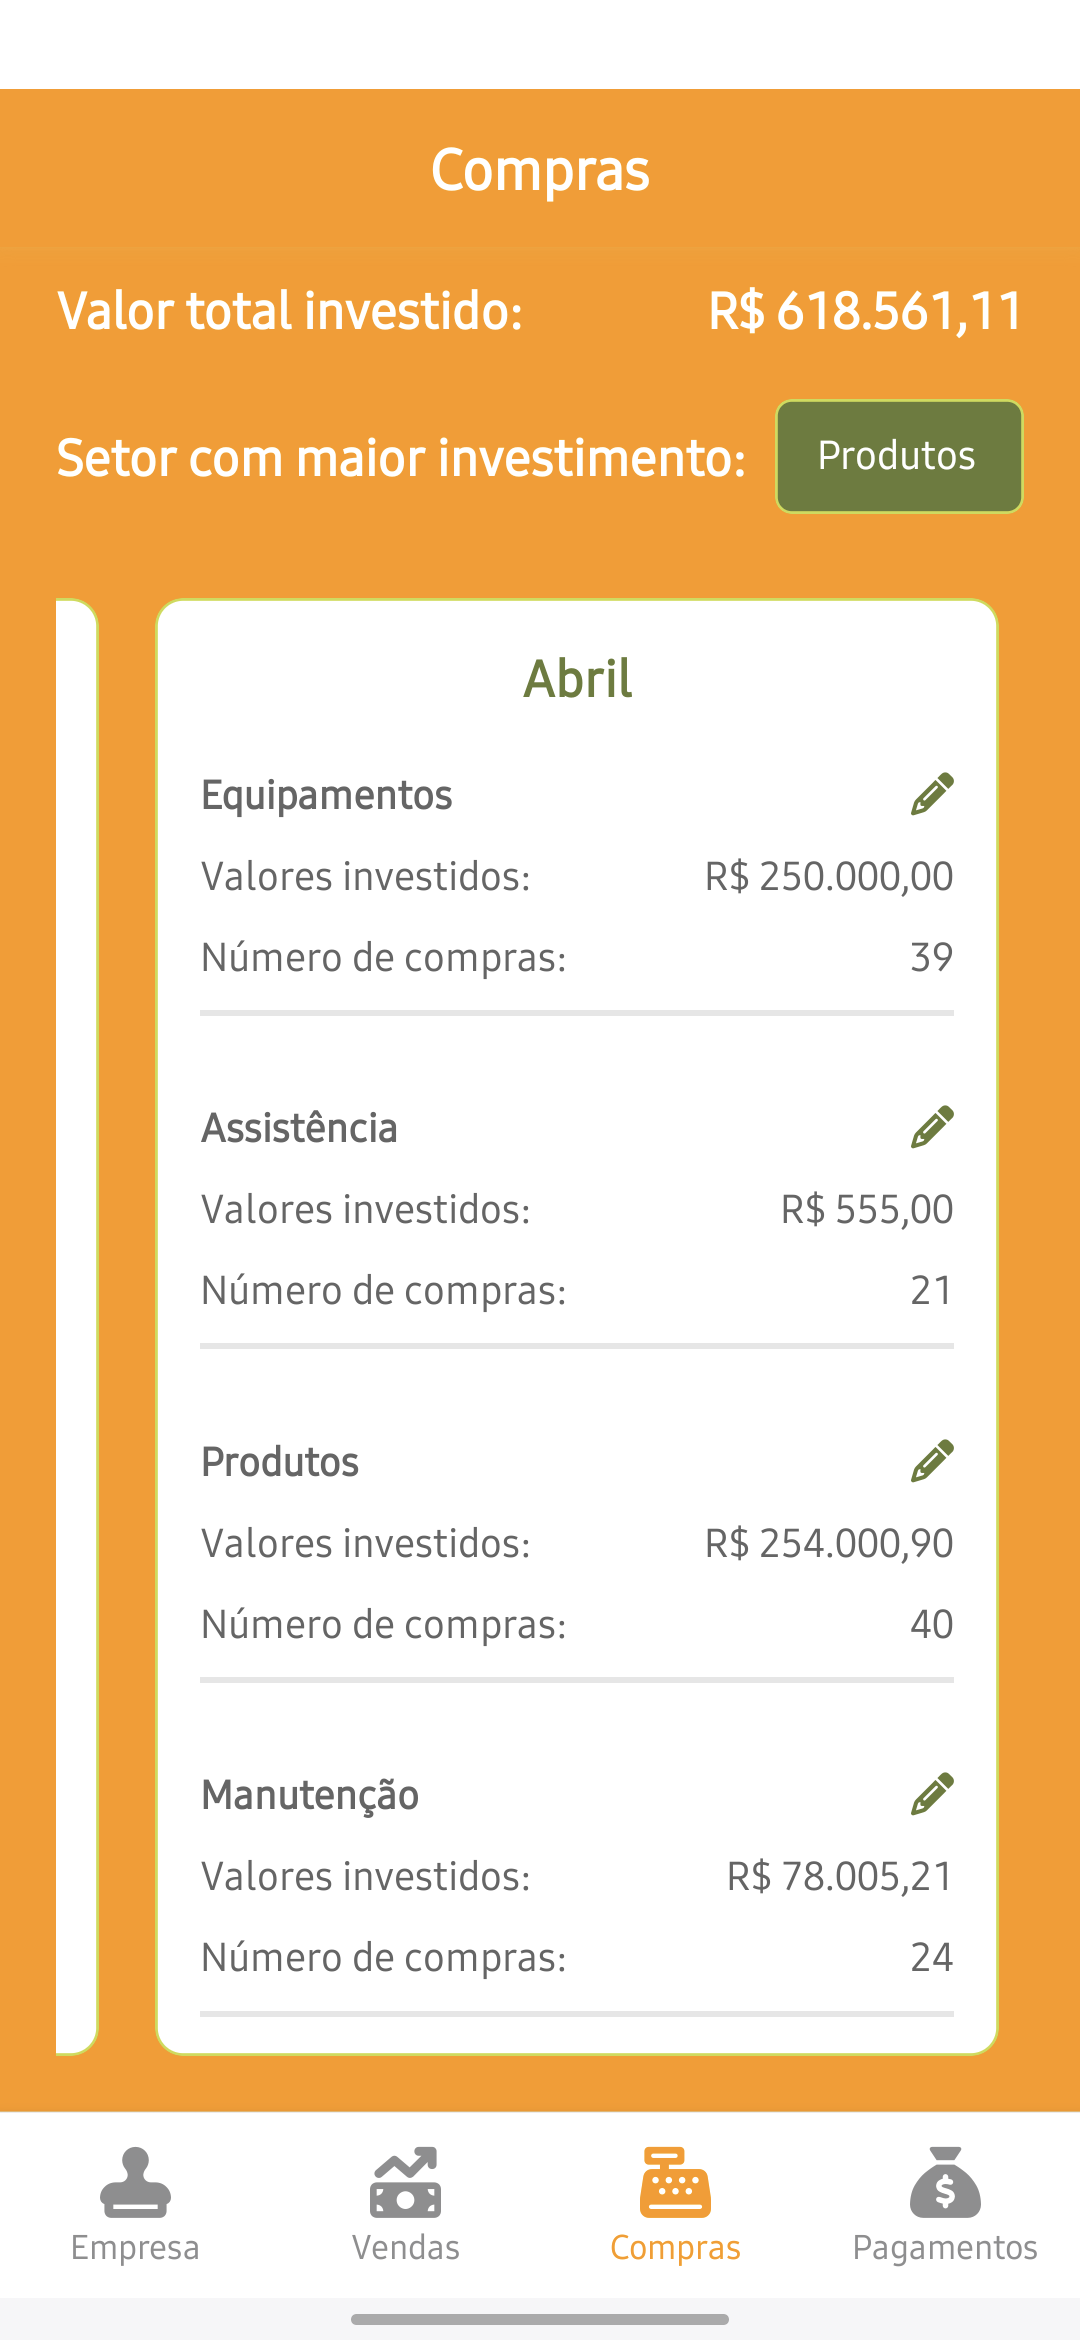 Compras
Valor total investido: R$ 618.561,11
Setor com maior investimento: Produtos
Abril
Equipamentos
Valores investidos: R$ 250.000,00
Número de compras: 39
Assistência
Valores investidos: R$ 555,00
Número de compras: 21
Produtos
Valores investidos: R$ 254.000,90
Número de compras: 40
Manutenção
Valores investidos: R$ 78.005,21
Número de compras: 24
Empresa Vendas Compras Pagamentos